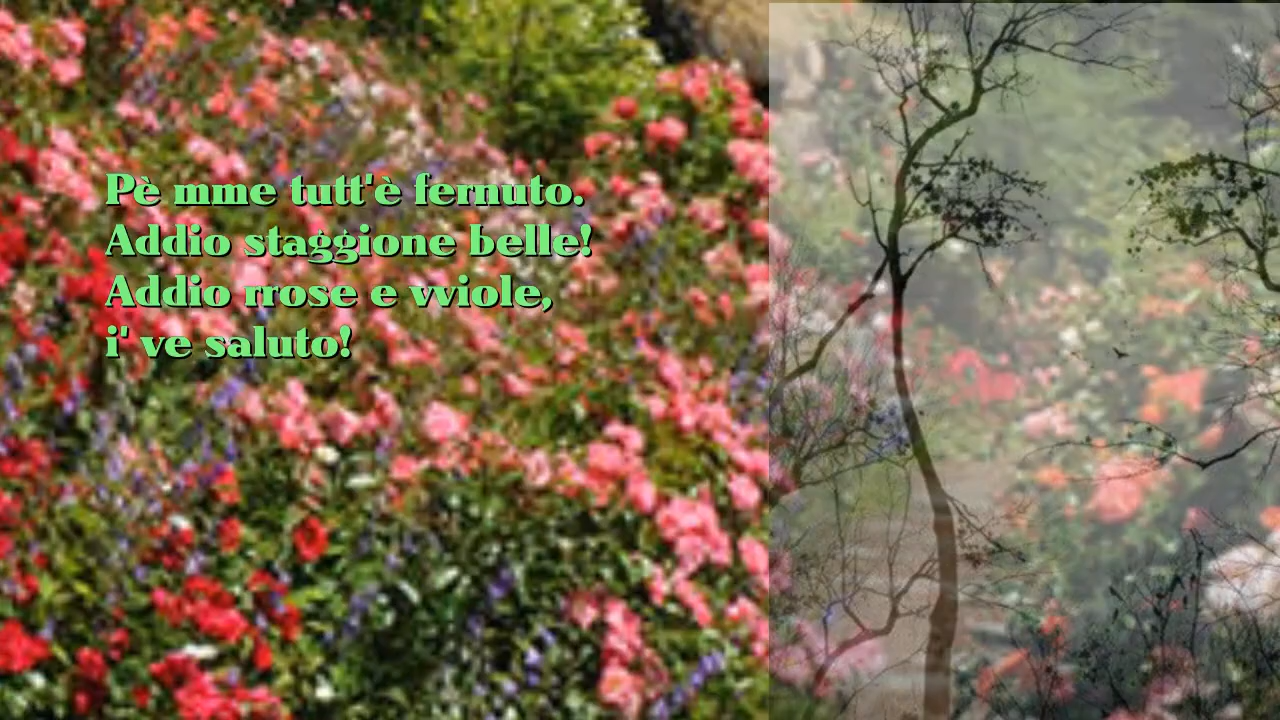 Pè mme tutt'è fernuto.
Addio staggione belle!
Addio rrose e vviole,
i' ve saluto!